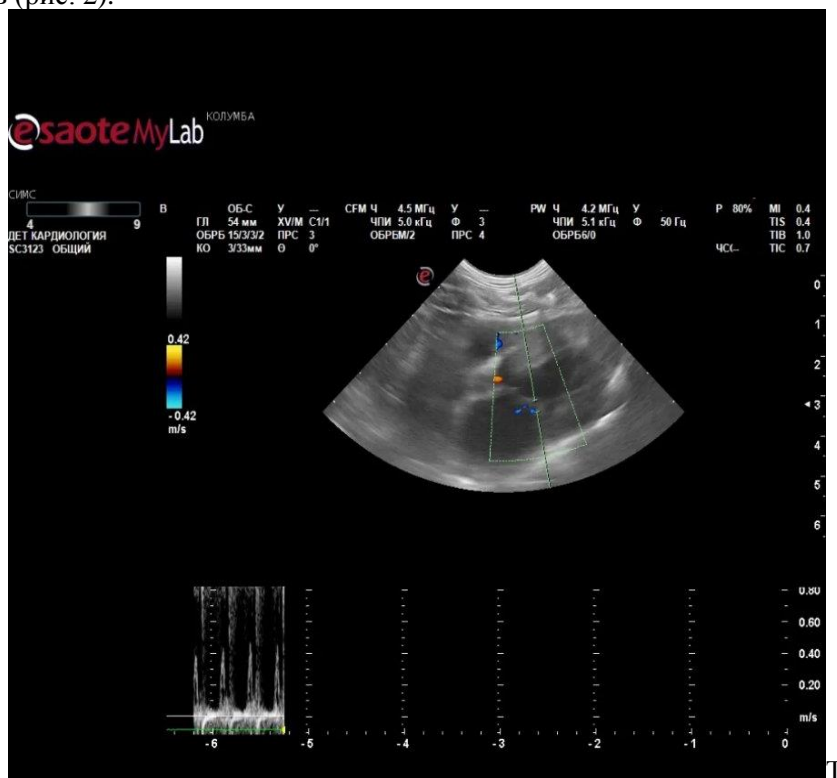 (рис. 2).
esaote MyLab КОЛУМБА
СИМС
4 9
ДЕТ КАРДИОЛОГИЯ
SC3123 ОБЩИЙ
B ОБ-С У --- CFM Ч 4.5 МГц У --- PW Ч 4.2 МГц У P 80% MI 0.4
ГЛ 54 мм XV/M C1/1 ЧПИ 5.0 кГц Ф 3 ЧПИ 5.1 кГц Ф 50 Гц TIS 0.4
ОБРБ 15/3/3/2 ПРС 3 ОБРБМ/2 ПРС 4 ОБРБ6/0 TIB 1.0
КО 3/33мм Θ 0° TIC 0.7
0
0.42
1
2
-0.42
m/s
3
4
5
6
0.80
0.60
0.40
0.20
m/s
-6 -5 -4 -3 -2 -1 0